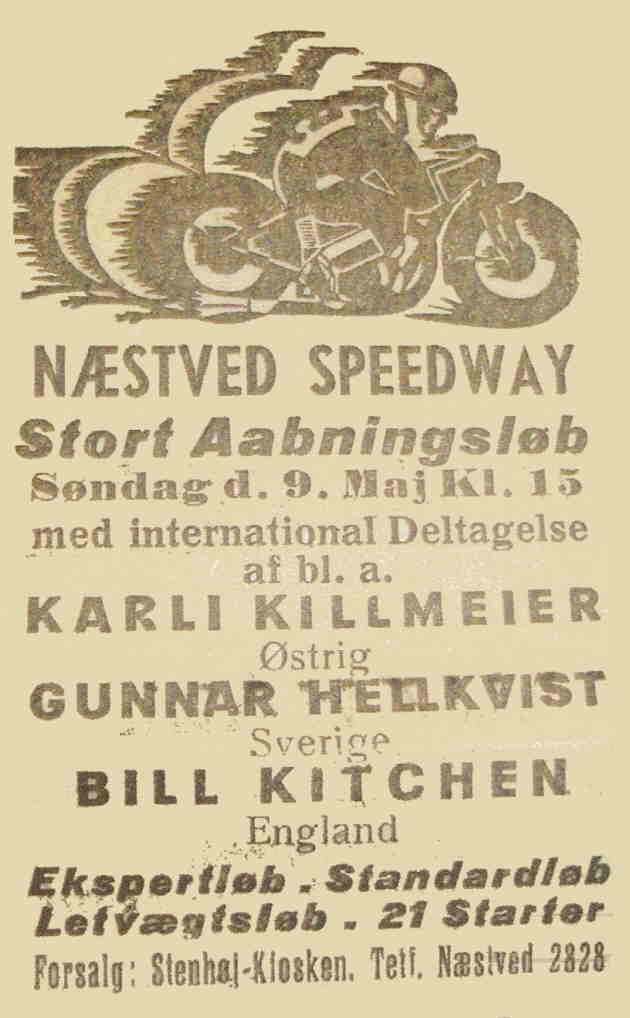 NÆSTVED SPEEDWAY
Stort Aabningsløb
Søndag d. 9. Maj Kl. 15
med international Deltagelse
af bl. a.
KARLI KILLMEIER
Østrig
GUNNAR HELLKVIST
Sverige
BILL KITCHEN
England
Ekspertløb . Standardløb
Letvægtsløb . 21 Starter
Forsalg: Stenhøj-Kiosken. Telf. Næstved 2828